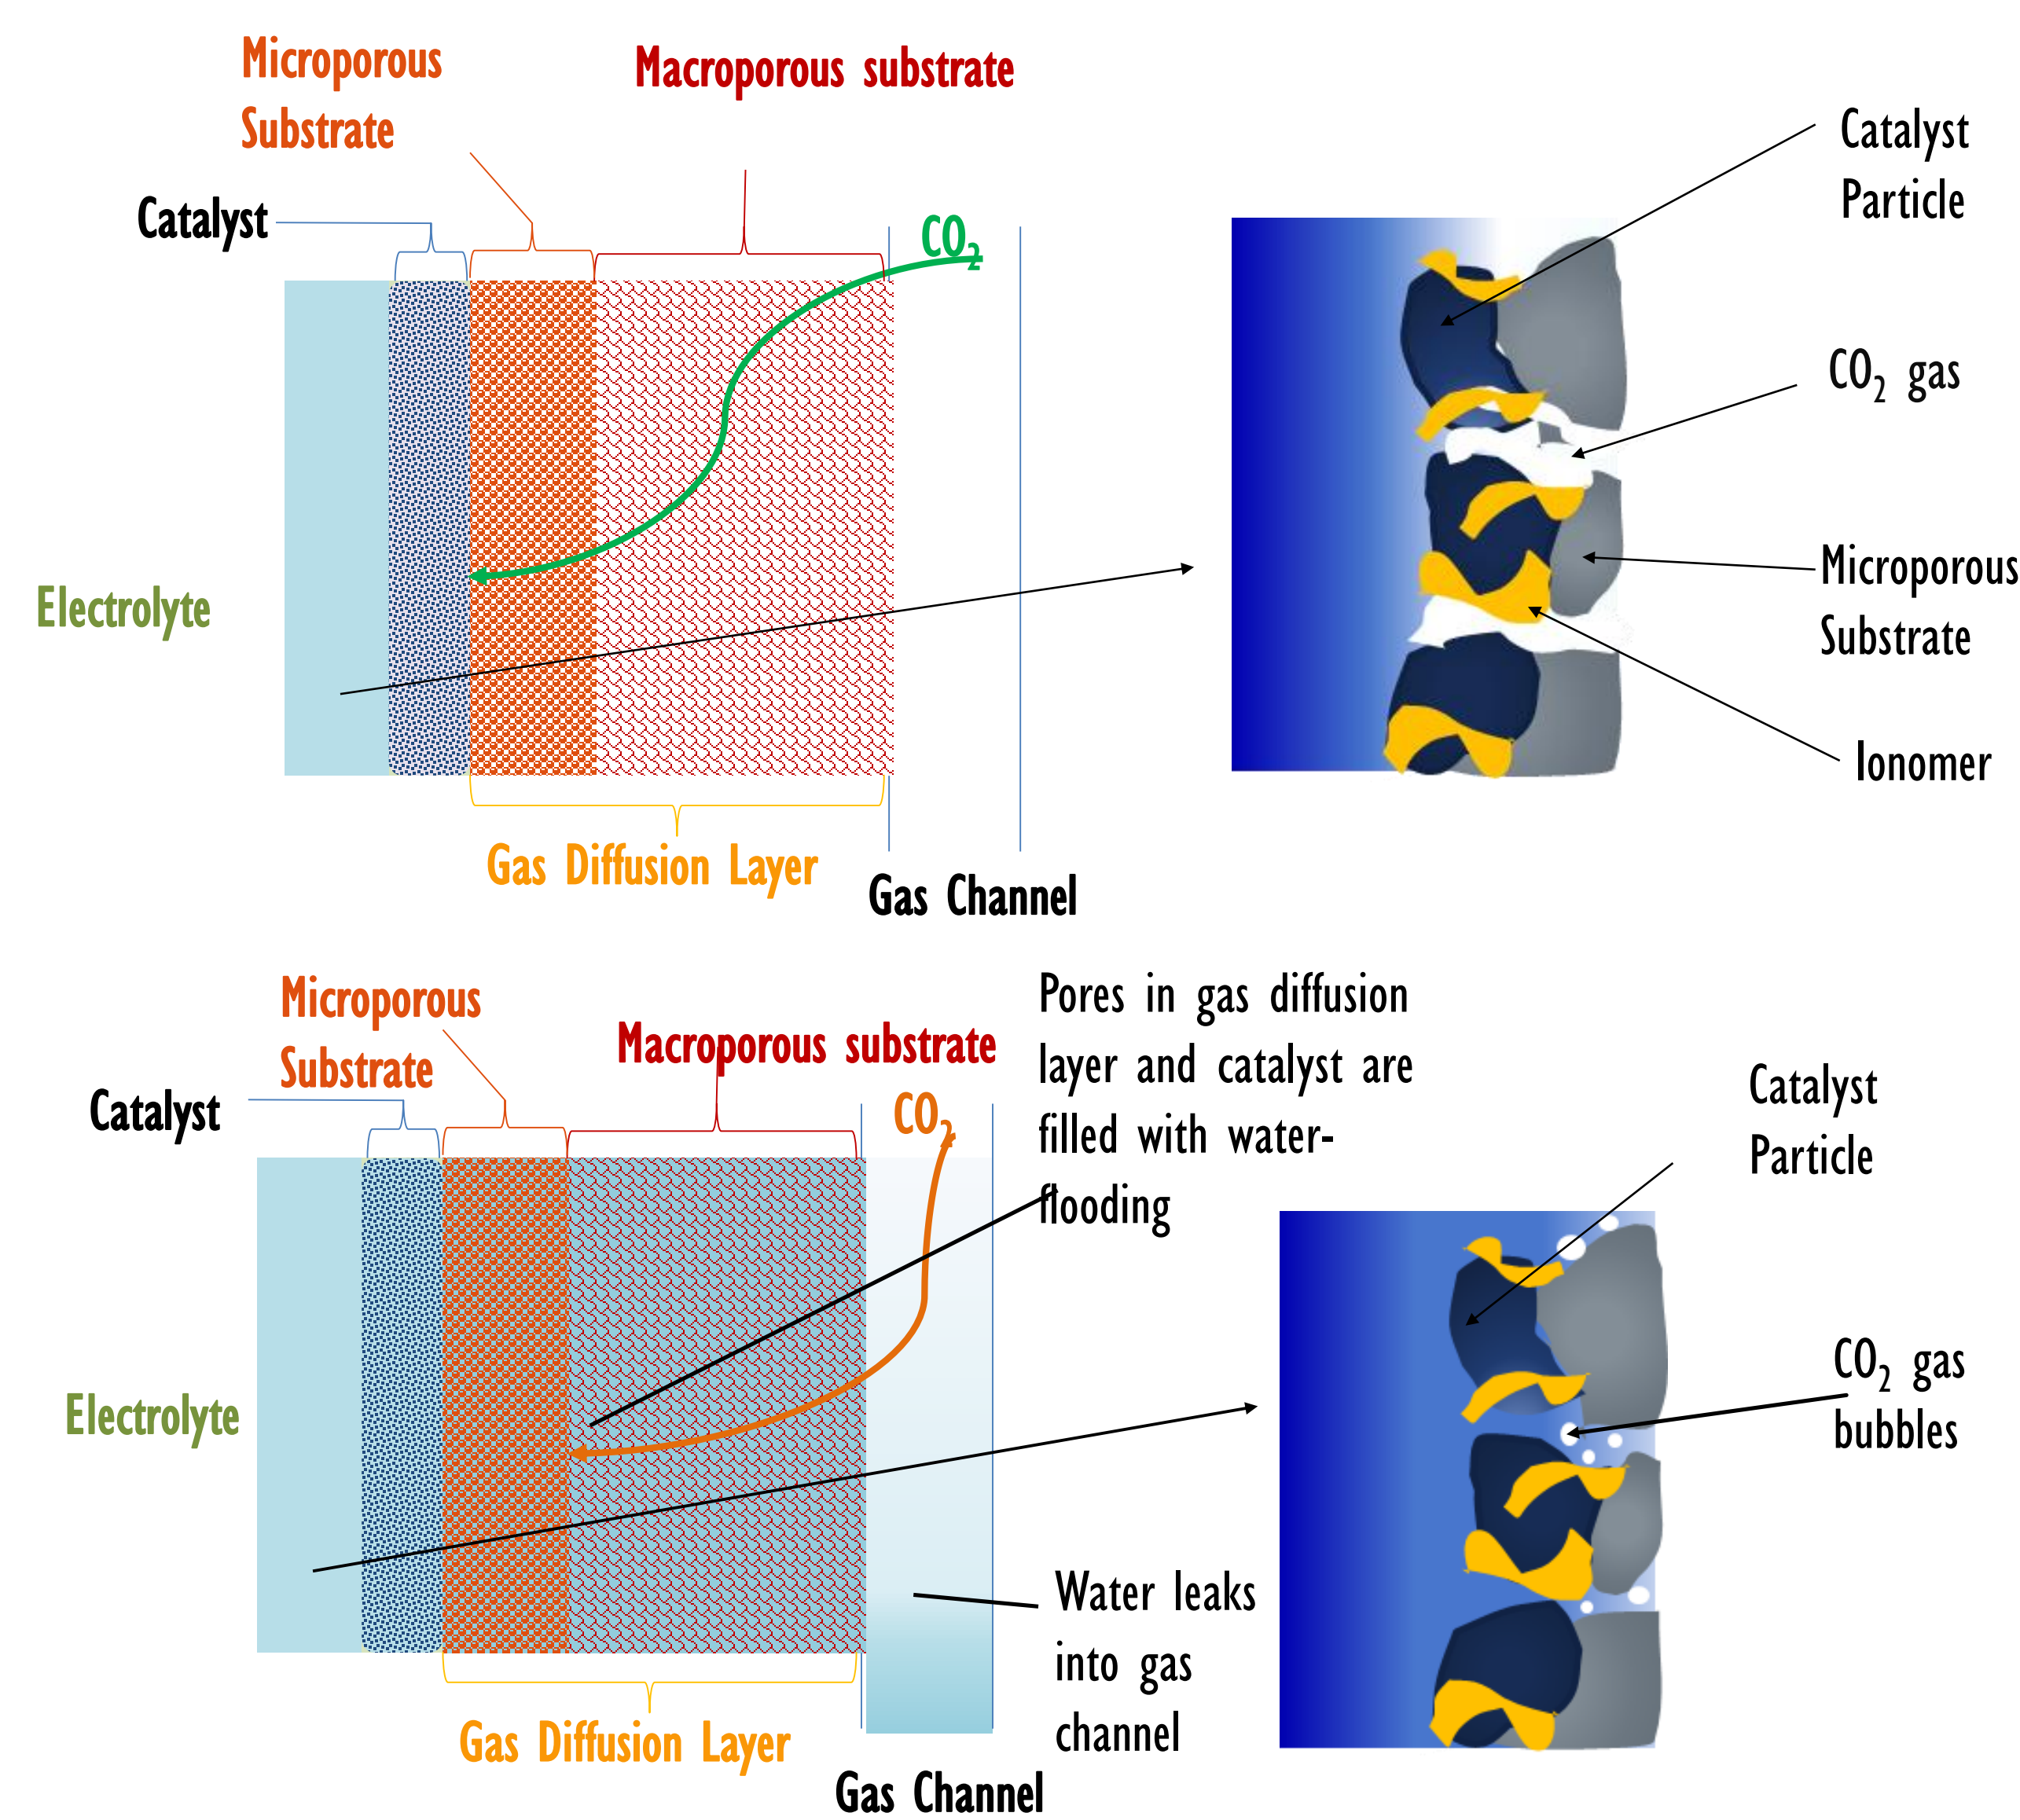 Microporous
Substrate
Macroporous substrate
Catalyst
CO₂
Electrolyte
Gas Diffusion Layer
Gas Channel
Catalyst
Particle
CO₂ gas
Microporous
Substrate
Ionomer
Microporous
Substrate
Macroporous substrate
Catalyst
CO₂
Electrolyte
Gas Diffusion Layer
Gas Channel
Pores in gas diffusion
layer and catalyst are
filled with water-
flooding
Water leaks
into gas
channel
Catalyst
Particle
CO₂ gas
bubbles